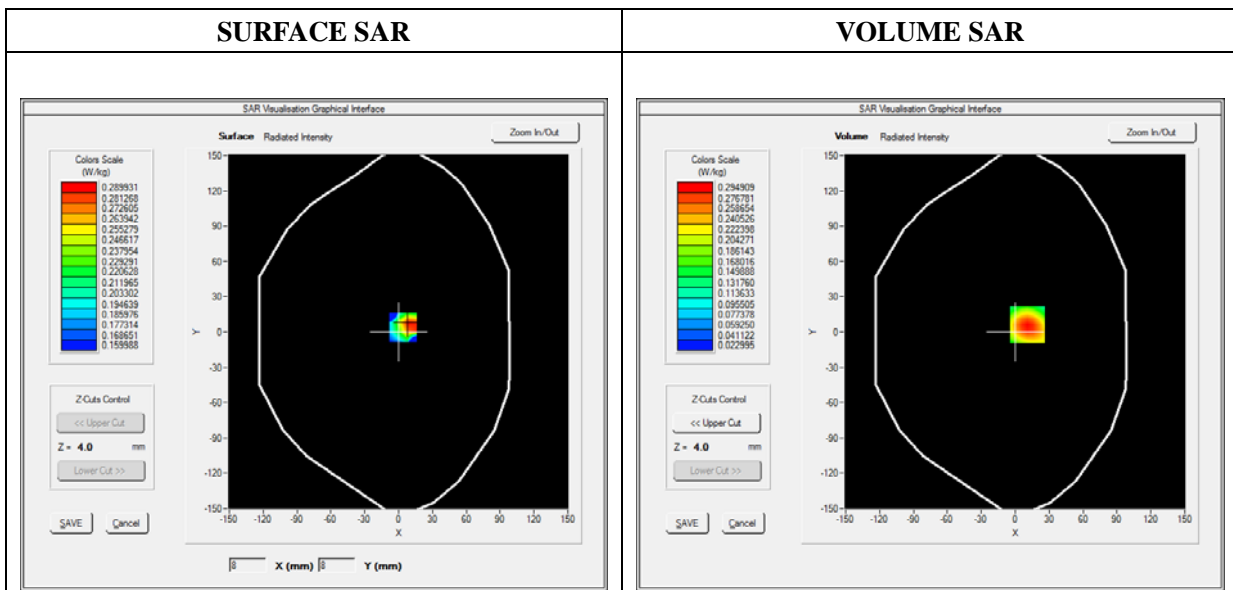 SURFACE SAR
VOLUME SAR
SAR Visualisation Graphical Interface
Surface Radiated Intensity
Zoom In/Out
Colors Scale
(W/kg)
0.289931
0.281268
0.272605
0.263942
0.255279
0.246617
0.237954
0.229291
0.220628
0.211965
0.203302
0.194639
0.185976
0.177314
0.168651
0.159988
Z-Cuts Control
<< Upper Cut
Z = 4.0 mm
Lower Cut >>
SAVE Cancel
150
120
90
60
30
0
-30
-60
-90
-120
-150
Y
-150 -120 -90 -60 -30 0 30 60 90 120 150
X
8 X (mm) 8 Y (mm)
SAR Visualisation Graphical Interface
Volume Radiated Intensity
Zoom In/Out
Colors Scale
(W/kg)
0.294909
0.276781
0.258654
0.240526
0.222398
0.204271
0.186143
0.168016
0.149888
0.131760
0.113633
0.095505
0.077378
0.059250
0.041122
0.022995
Z-Cuts Control
<< Upper Cut
Z = 4.0 mm
Lower Cut >>
SAVE Cancel
150
120
90
60
30
0
-30
-60
-90
-120
-150
Y
-150 -120 -90 -60 -30 0 30 60 90 120 150
X